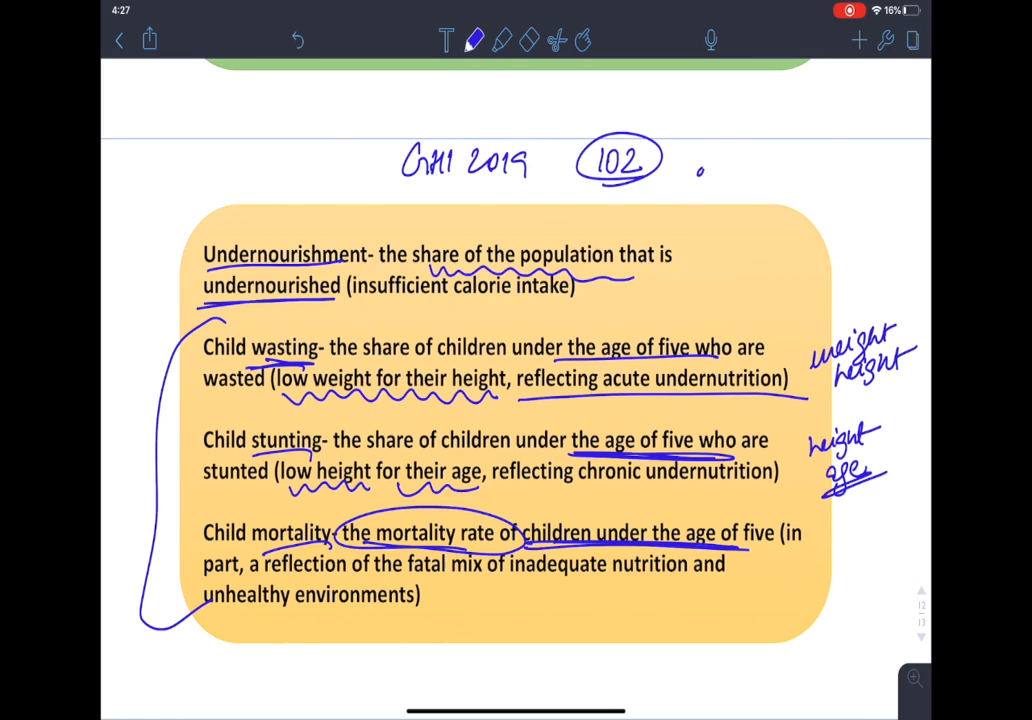 4:27
16%
T
GHI 2019 102
Undernourishment- the share of the population that is
undernourished (insufficient calorie intake)
Child wasting- the share of children under the age of five who are
wasted (low weight for their height, reflecting acute undernutrition)
weight
height
Child stunting- the share of children under the age of five who are
stunted (low height for their age, reflecting chronic undernutrition)
height
age
Child mortality- the mortality rate of children under the age of five (in
part, a reflection of the fatal mix of inadequate nutrition and
unhealthy environments)
12
13